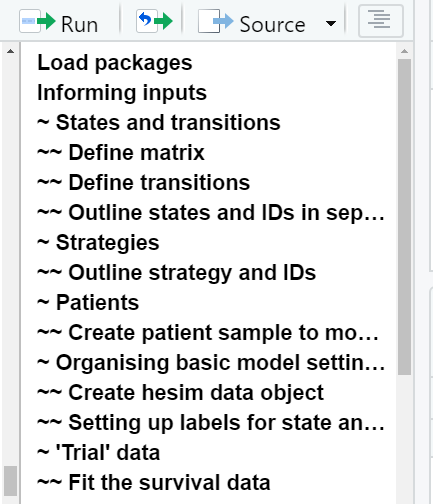 Run Source
Load packages
Informing inputs
~ States and transitions
~~ Define matrix
~~ Define transitions
~~ Outline states and IDs in sep...
~ Strategies
~~ Outline strategy and IDs
~ Patients
~~ Create patient sample to mo...
~ Organising basic model settin...
~~ Create hesim data object
~~ Setting up labels for state an...
~ 'Trial' data
~~ Fit the survival data